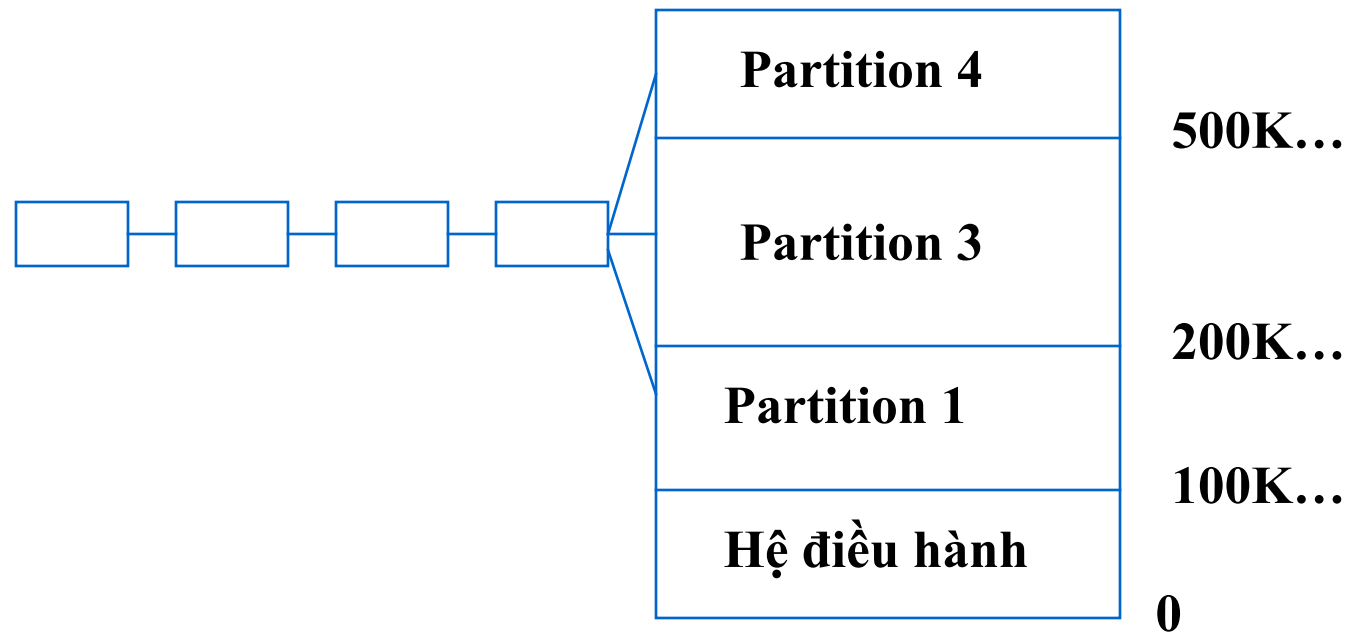 Partition 4
500K…
Partition 3
200K…
Partition 1
100K…
Hệ điều hành
0